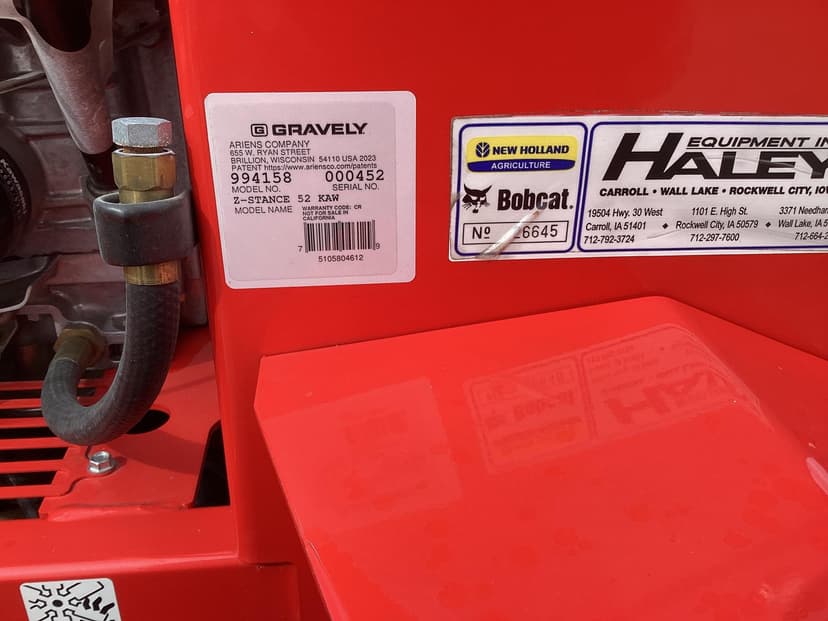 G GRAVELY
ARIENS COMPANY
655 W. RYAN STREET
BRILLION, WISCONSIN 54110 USA 2023
PATENT https://www.ariensco.com/patents
994158 000452
MODEL NO. SERIAL NO.
Z-STANCE 52 KAW
MODEL NAME
WARRANTY CODE: CR
NOT FOR SALE IN
CALIFORNIA
7 9
5105804612
NEW HOLLAND
AGRICULTURE
Bobcat.
Nº 6645
EQUIPMENT
HALEY
CARROLL • WALL LAKE • ROCKWELL CITY,
19504 Hwy. 30 West
Carroll, IA 51401
712-792-3724
1101 E. High St.
Rockwell City, IA 50579
712-297-7600
3371
Wall Lake, IA
712-664-2
Bobcat
HALEY